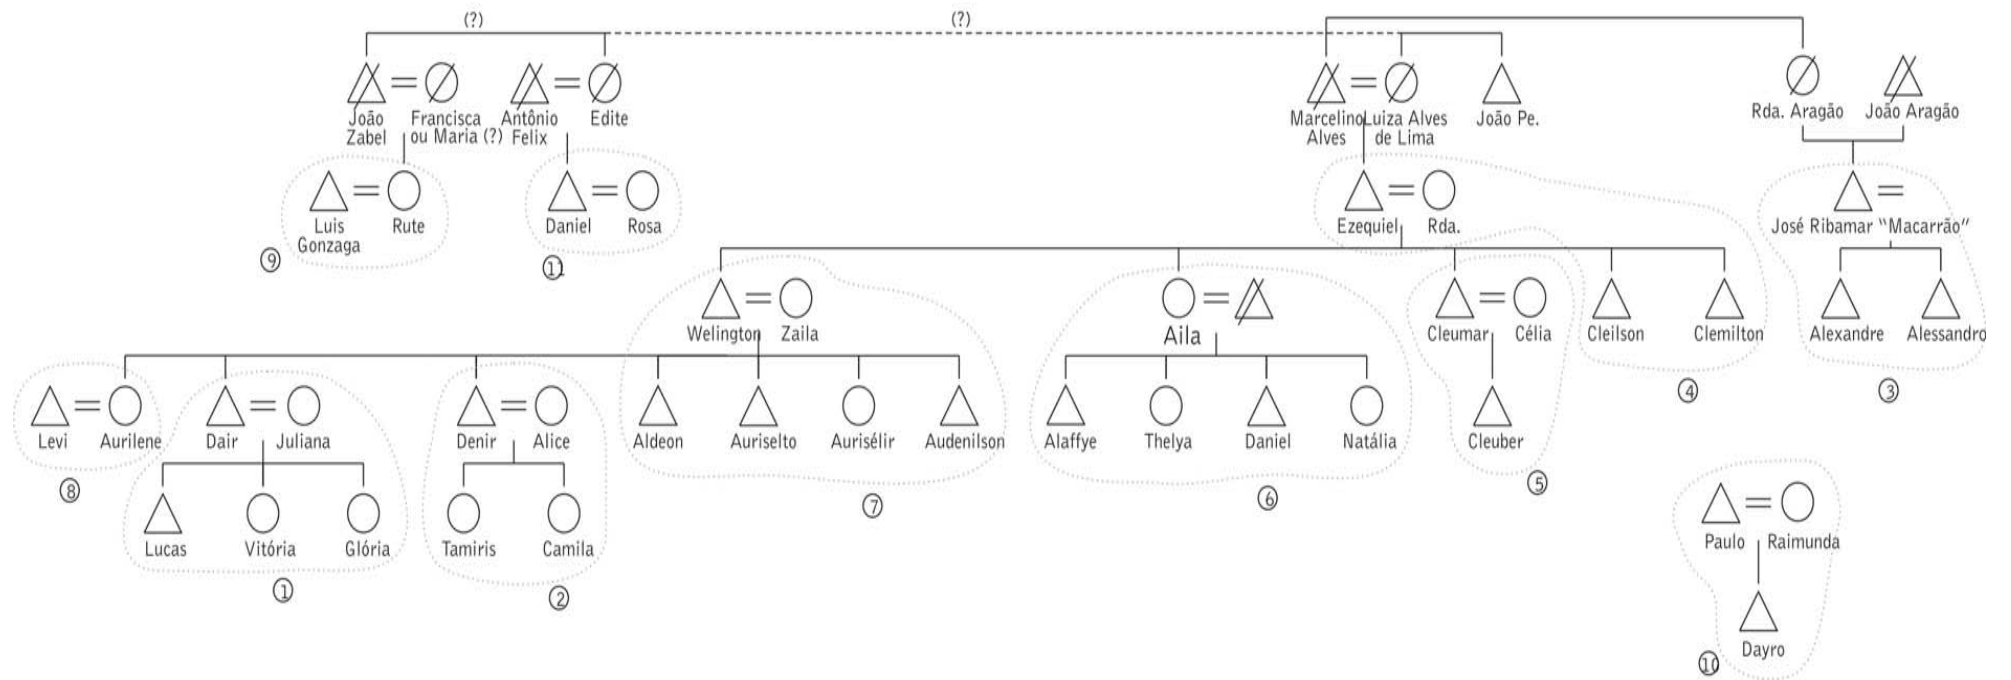 (?)
(?)
João
Zabel
Francisca
ou Maria (?)
Antônio
Felix
Edite
Marcelino
Alves
Luiza Alves
de Lima
João Pe.
Rda. Aragão
João Aragão
Luis
Gonzaga
Rute
Daniel
Rosa
Ezequiel
Rda.
José Ribamar “Macarrão”
9
11
Welington
Zaila
Aila
Cleumar
Célia
Cleilson
Clemilton
Alexandre
Alessandro
4
3
Levi
Aurilene
Dair
Juliana
Denir
Alice
Aldeon
Auriselto
Aurisélir
Audenilson
Alaffye
Thelya
Daniel
Natália
Cleuber
8
7
6
5
Lucas
Vitória
Glória
Tamiris
Camila
Paulo
Raimunda
1
2
Dayro
10